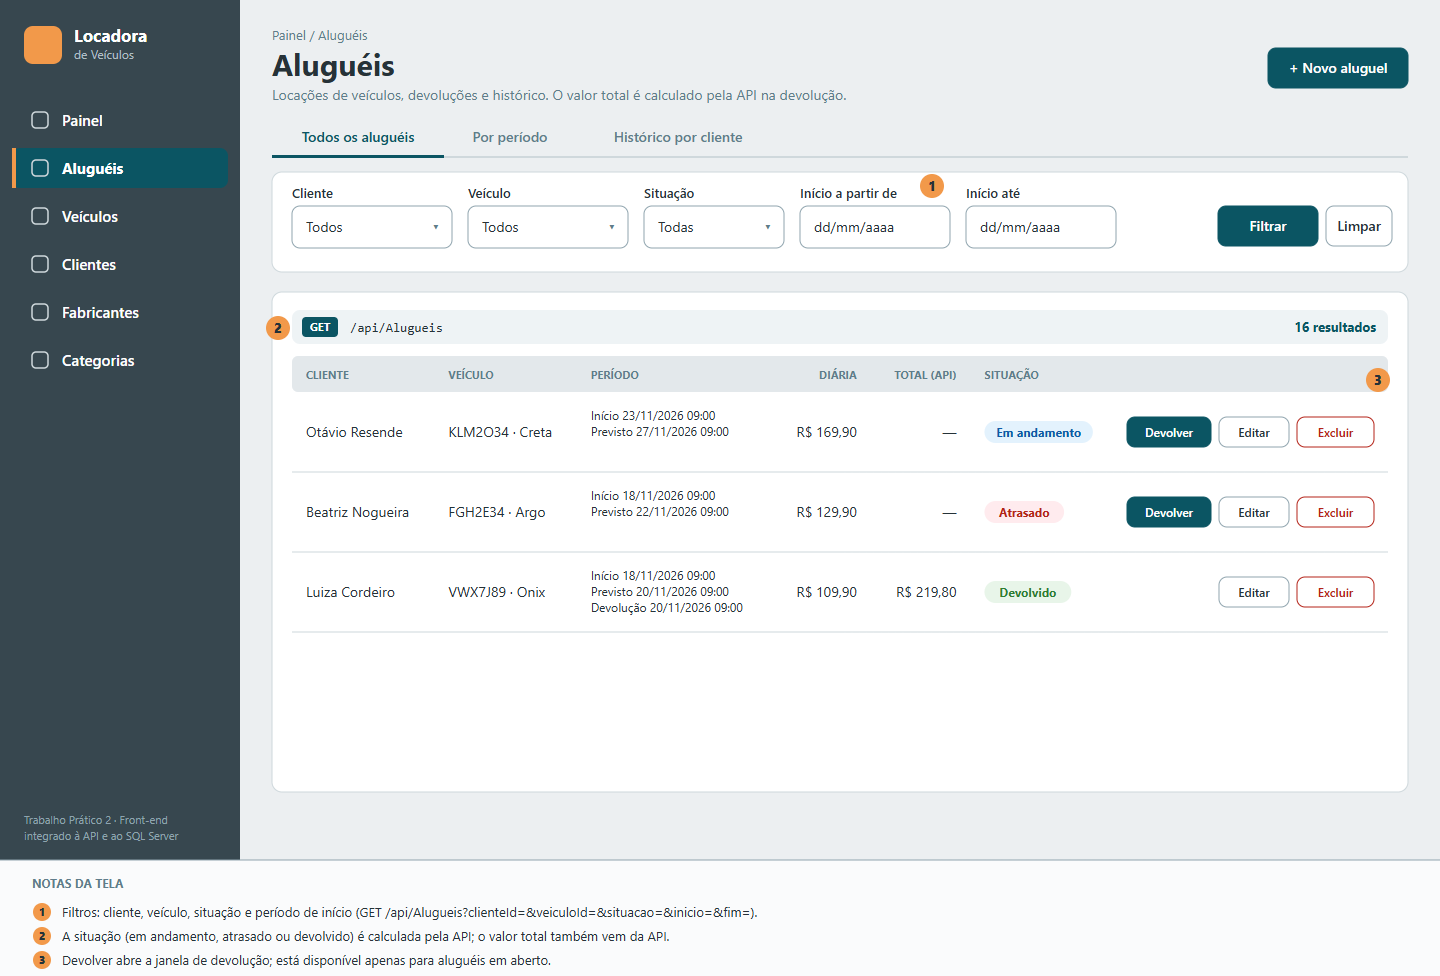 Locadora
de Veículos
Painel
Aluguéis
Veículos
Clientes
Fabricantes
Categorias
Trabalho Prático 2 · Front-end
integrado à API e ao SQL Server
Painel / Aluguéis
Aluguéis
Locações de veículos, devoluções e histórico. O valor total é calculado pela API na devolução.
+ Novo aluguel
Todos os aluguéis Por período Histórico por cliente
Cliente Veículo Situação Início a partir de 1 Início até
Todos Todos Todas dd/mm/aaaa dd/mm/aaaa Filtrar Limpar
2 GET /api/Alugueis 16 resultados
CLIENTE VEÍCULO PERÍODO DIÁRIA TOTAL (API) SITUAÇÃO 3
Início 23/11/2026 09:00
Otávio Resende KLM2O34 · Creta Previsto 27/11/2026 09:00 R$ 169,90 — Em andamento Devolver Editar Excluir
Início 18/11/2026 09:00
Beatriz Nogueira FGH2E34 · Argo Previsto 22/11/2026 09:00 R$ 129,90 — Atrasado Devolver Editar Excluir
Início 18/11/2026 09:00
Luiza Cordeiro VWX7J89 · Onix Previsto 20/11/2026 09:00 R$ 109,90 R$ 219,80 Devolvido Editar Excluir
Devolução 20/11/2026 09:00
NOTAS DA TELA
1 Filtros: cliente, veículo, situação e período de início (GET /api/Alugueis?clienteId=&veiculoId=&situacao=&inicio=&fim=).
2 A situação (em andamento, atrasado ou devolvido) é calculada pela API; o valor total também vem da API.
3 Devolver abre a janela de devolução; está disponível apenas para aluguéis em aberto.